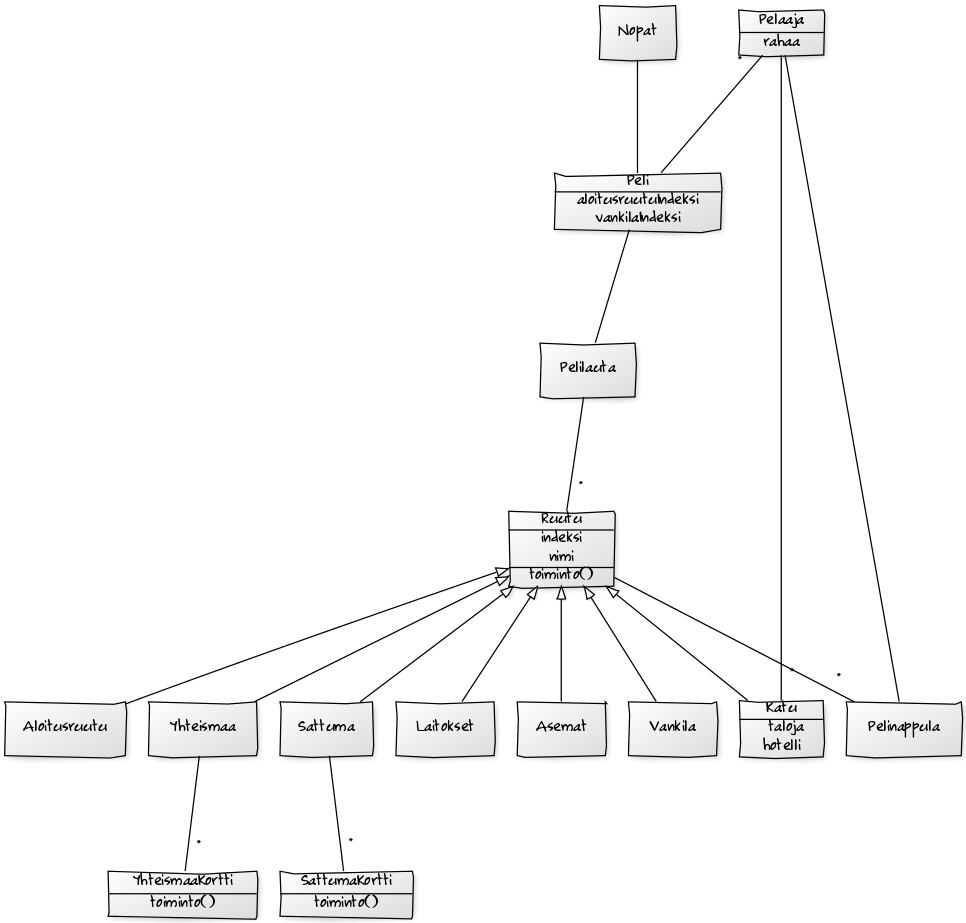 Nopat
Pelaaja
rahaa
*
Peli
aloitusruutuIndeksi
vankilaIndeksi
Pelilauta
*
Ruutu
indeksi
nimi
toiminto()
*
*
Aloitusruutu
Yhteismaa
Sattuma
Laitokset
Asemat
Vankila
Katu
taloja
hotelli
Pelinappula
*
*
YhteismaaKortti
toiminto()
SattumaKortti
toiminto()